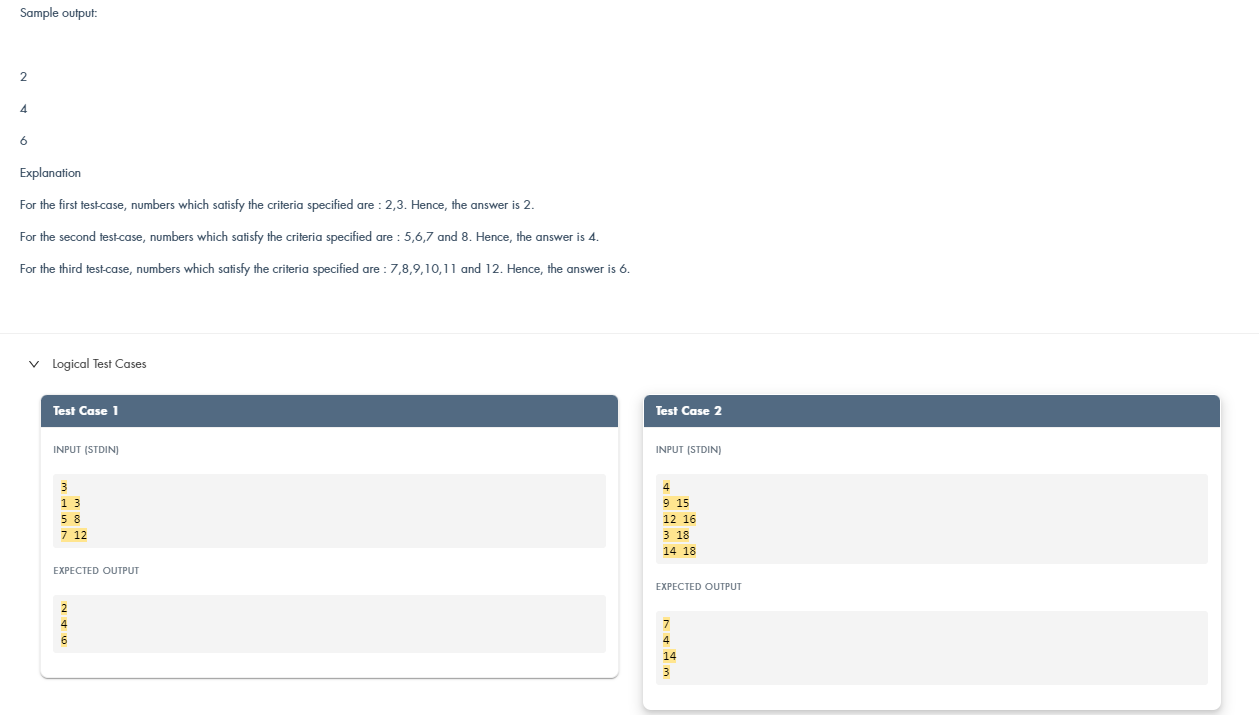 Sample output:
2
4
6
Explanation
For the first test-case, numbers which satisfy the criteria specified are : 2,3. Hence, the answer is 2.
For the second test-case, numbers which satisfy the criteria specified are : 5,6,7 and 8. Hence, the answer is 4.
For the third test-case, numbers which satisfy the criteria specified are : 7,8,9,10,11 and 12. Hence, the answer is 6.
Logical Test Cases
Test Case 1
INPUT (STDIN)
3
1 3
5 8
7 12
EXPECTED OUTPUT
2
4
6
Test Case 2
INPUT (STDIN)
4
9 15
12 16
3 18
14 18
EXPECTED OUTPUT
7
4
14
3